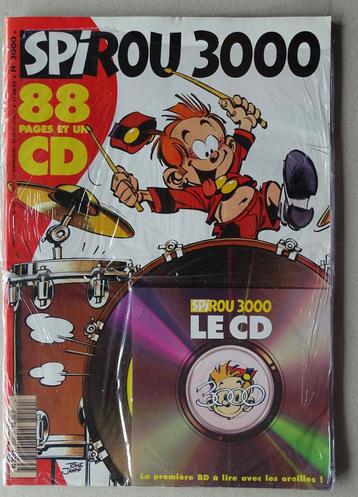 SPiROU 3000
N° 3000
88
PAGES ET UN
CD
SPiROU 3000
LE CD
3000
La première BD à lire avec les oreilles !